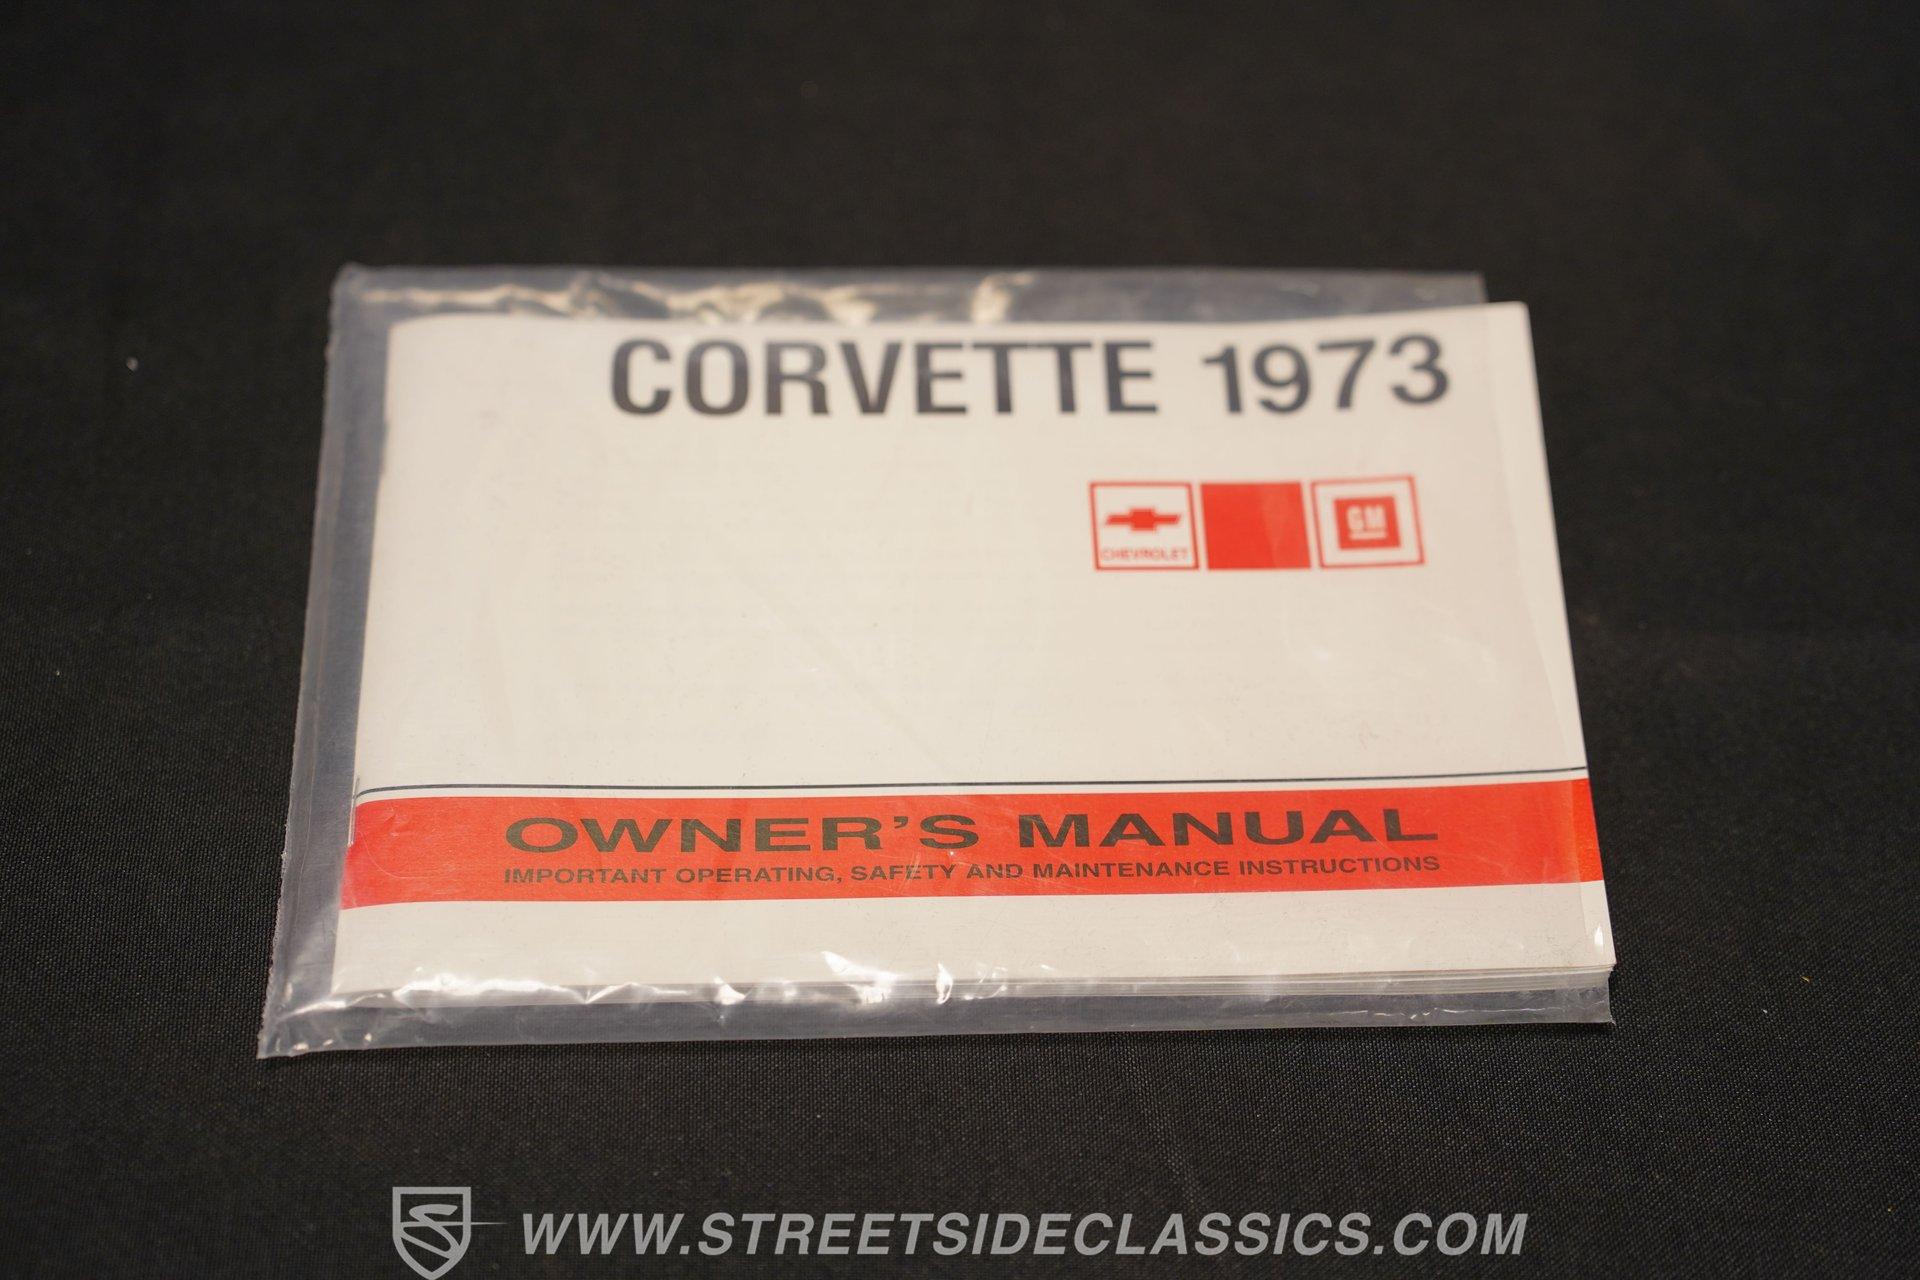 CORVETTE 1973
CHEVROLET
GM
OWNER'S MANUAL
IMPORTANT OPERATING, SAFETY AND MAINTENANCE INSTRUCTIONS
WWW.STREETSIDECLASSICS.COM